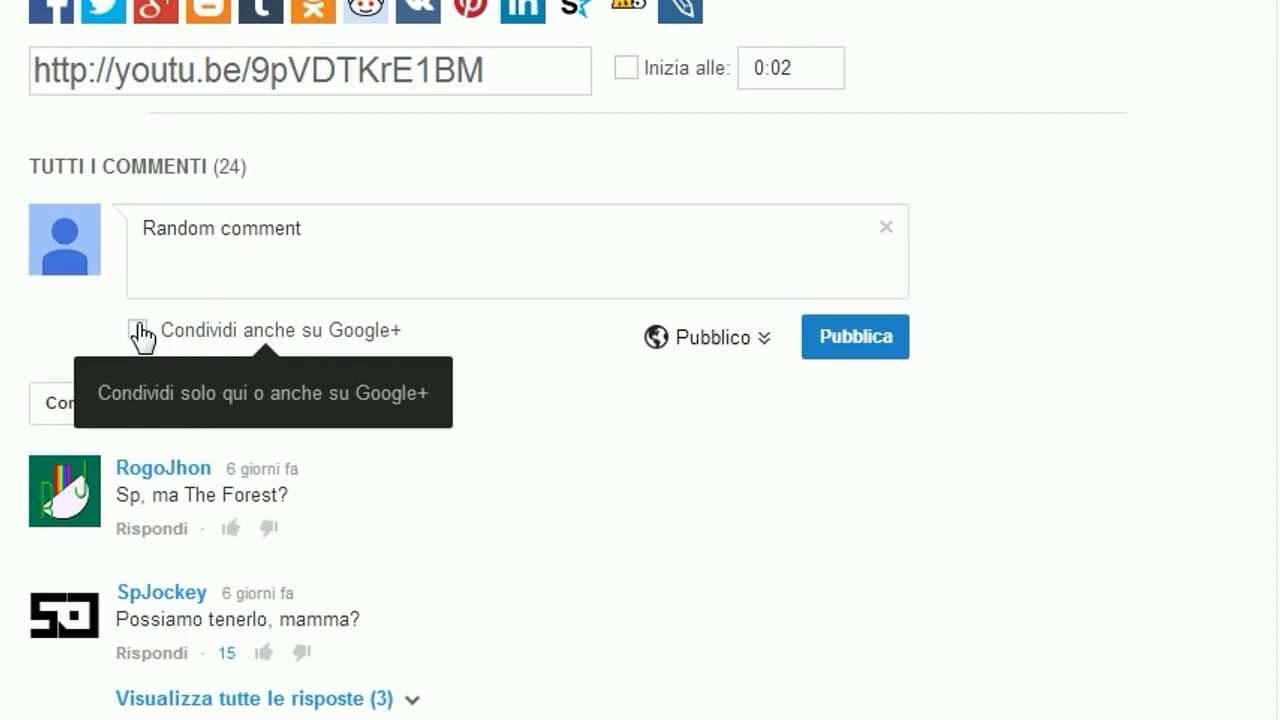 http://youtu.be/9pVDTKrE1BM
Inizia alle: 0:02
TUTTI I COMMENTI (24)
Random comment
Condividi anche su Google+
Pubblico
Pubblica
Condividi solo qui o anche su Google+
RogoJhon 6 giorni fa
Sp, ma The Forest?
Rispondi ·
SpJockey 6 giorni fa
Possiamo tenerlo, mamma?
Rispondi · 15
Visualizza tutte le risposte (3)